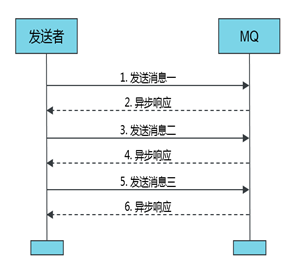 发送者
MQ
1. 发送消息一
2. 异步响应
3. 发送消息二
4. 异步响应
5. 发送消息三
6. 异步响应